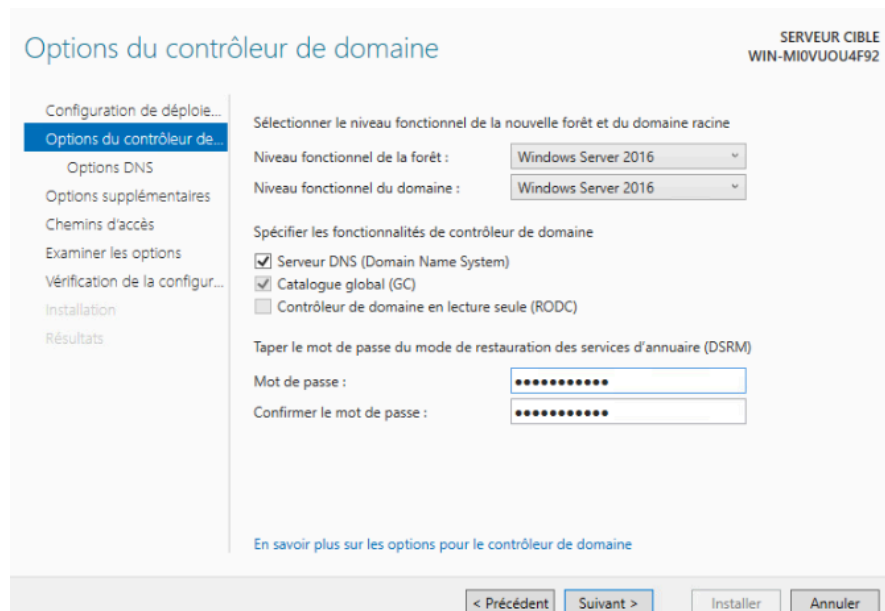 Options du contrôleur de domaine
SERVEUR CIBLE
WIN-MI0VUOU4F92
Configuration de déploie...
Options du contrôleur de...
Options DNS
Options supplémentaires
Chemins d'accès
Examiner les options
Vérification de la configur...
Installation
Résultats
Sélectionner le niveau fonctionnel de la nouvelle forêt et du domaine racine
Niveau fonctionnel de la forêt : Windows Server 2016
Niveau fonctionnel du domaine : Windows Server 2016
Spécifier les fonctionnalités de contrôleur de domaine
Serveur DNS (Domain Name System)
Catalogue global (GC)
Contrôleur de domaine en lecture seule (RODC)
Taper le mot de passe du mode de restauration des services d'annuaire (DSRM)
Mot de passe : •••••••••••
Confirmer le mot de passe : •••••••••••
En savoir plus sur les options pour le contrôleur de domaine
< Précédent Suivant > Installer Annuler